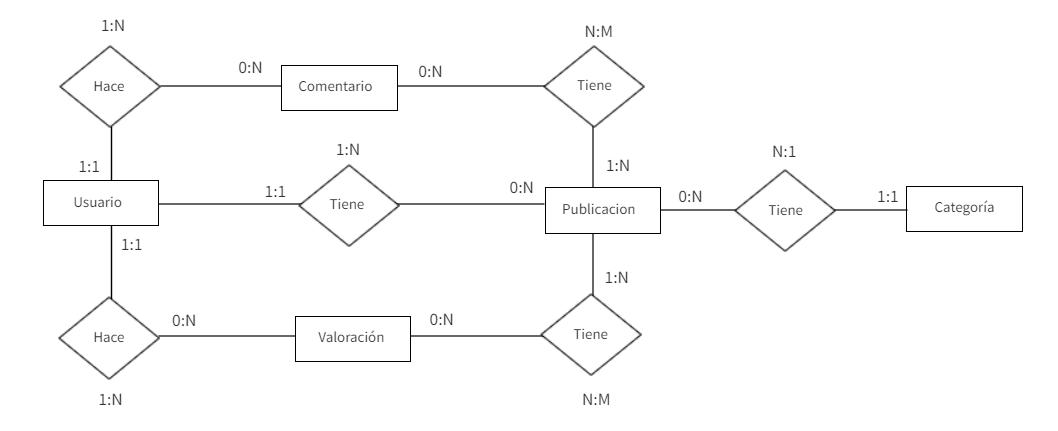 1:N
N:M
0:N
0:N
Hace
Comentario
Tiene
1:N
N:1
1:1
1:N
1:1
0:N
0:N
1:1
Usuario
Tiene
Publicacion
Tiene
Categoría
1:1
1:N
0:N
0:N
Hace
Valoración
Tiene
1:N
N:M